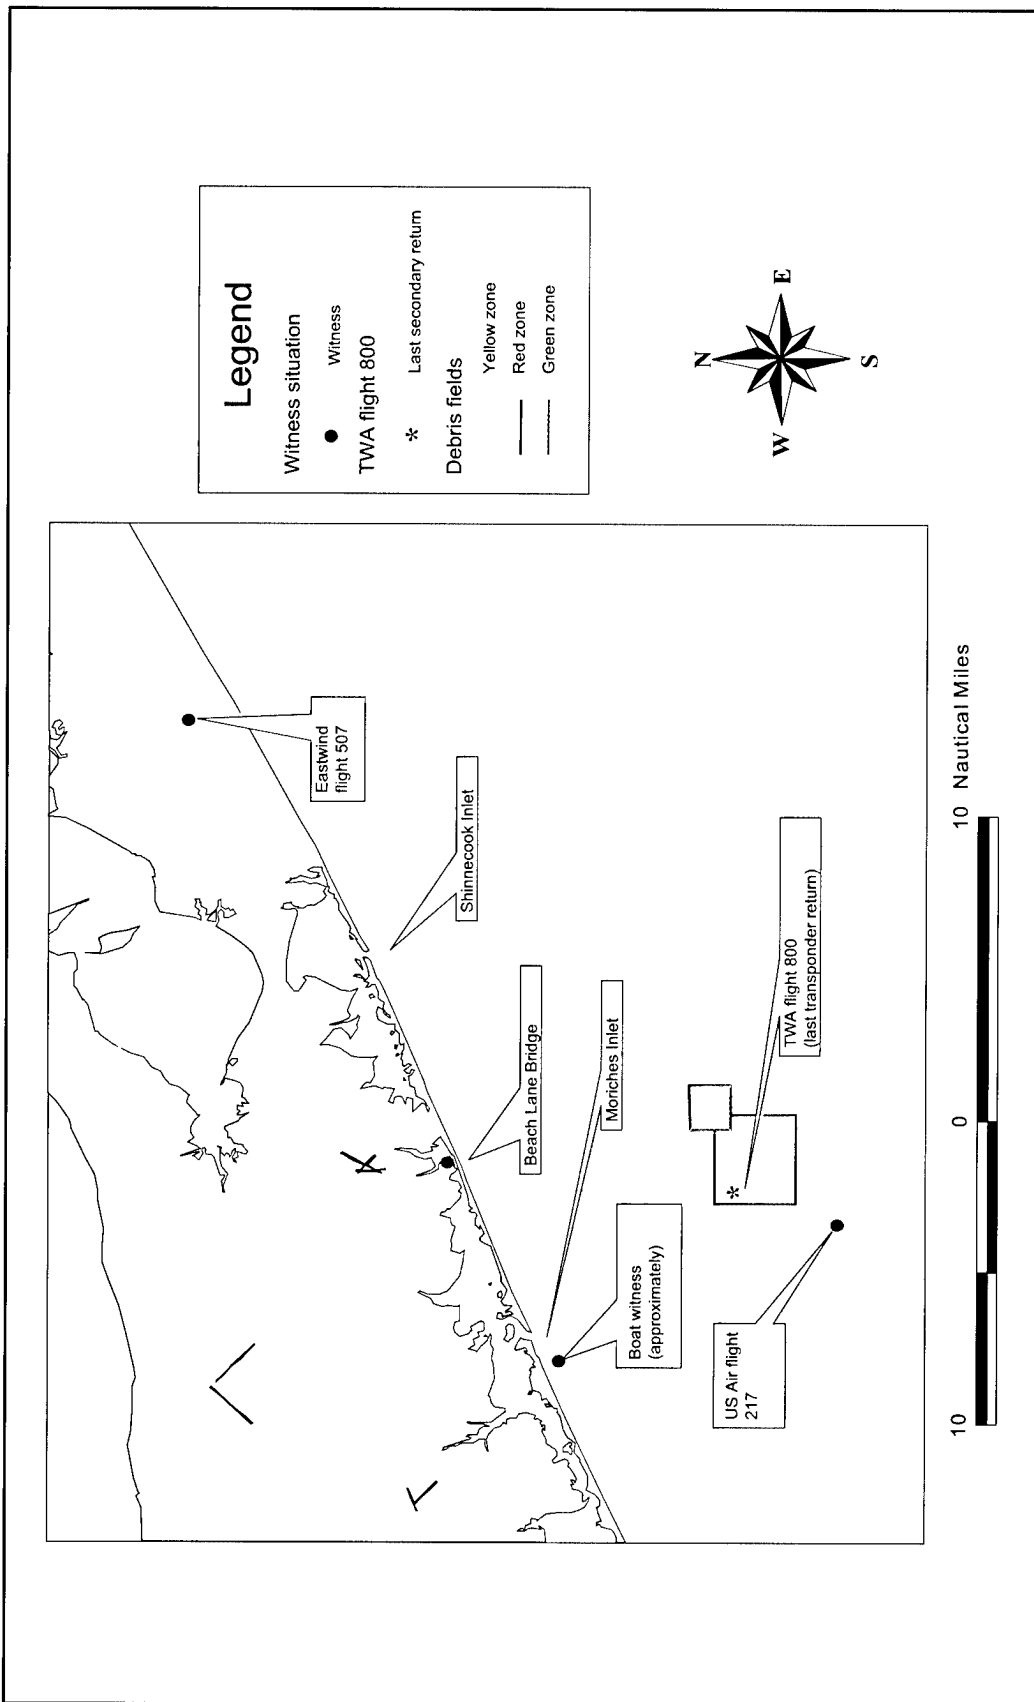 Legend
Witness situation
Witness
TWA flight 800
Last secondary return
Debris fields
Yellow zone
Red zone
Green zone
N
W
E
S
Eastwind
flight 507
Shinnecook Inlet
Beach Lane Bridge
Moriches Inlet
Boat witness
(approximately)
TWA flight 800
(last transponder return)
US Air flight
217
10
0
10 Nautical Miles